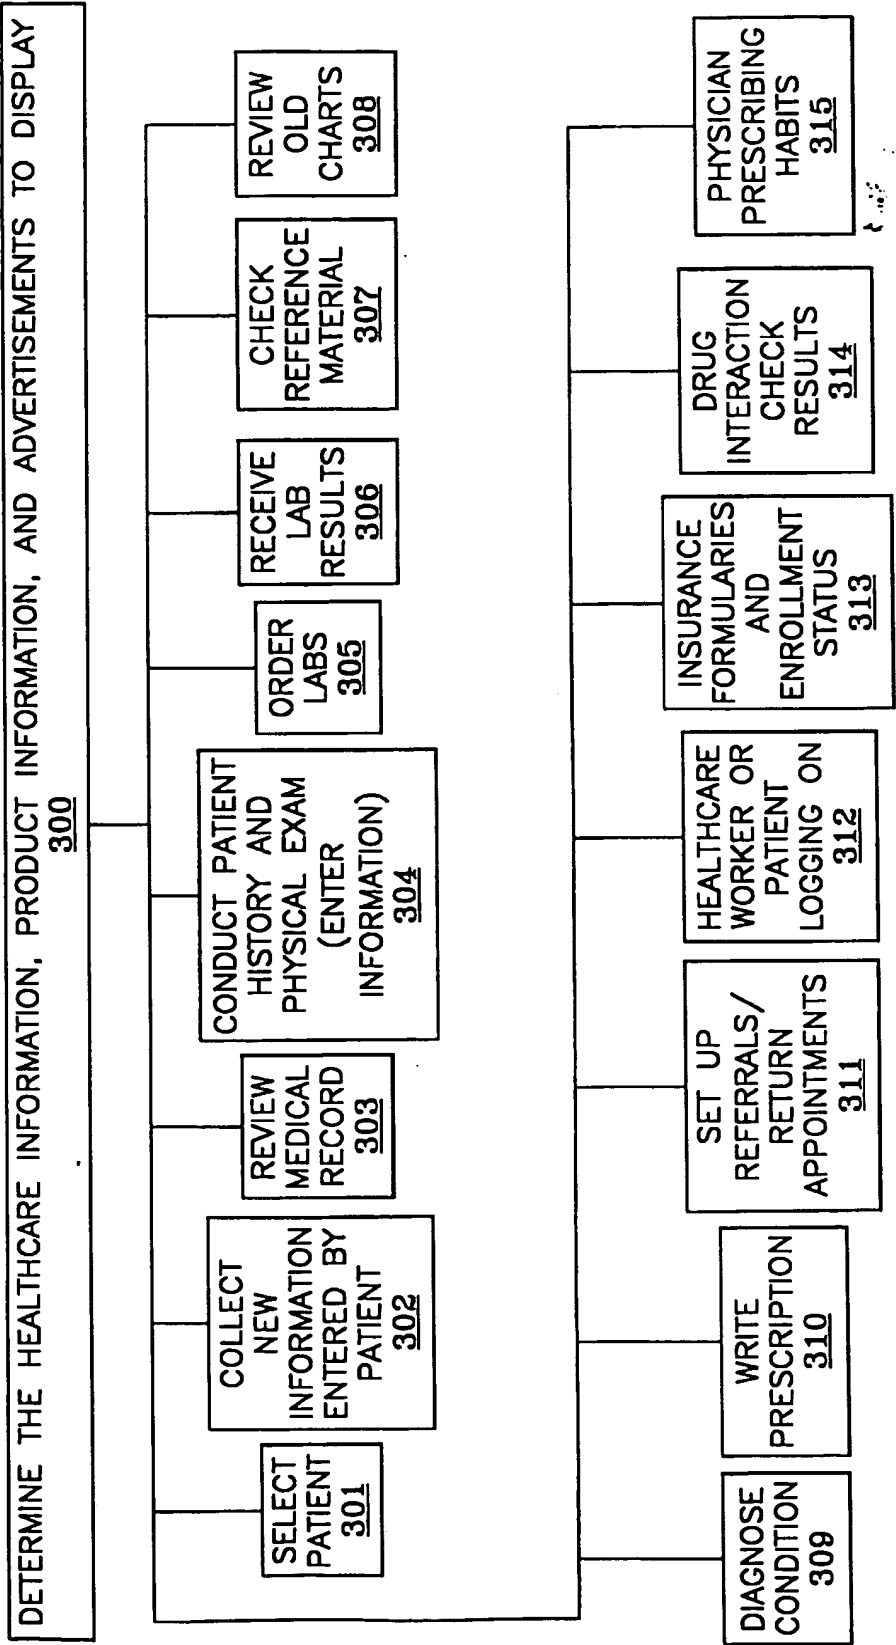 DETERMINE THE HEALTHCARE INFORMATION, PRODUCT INFORMATION, AND ADVERTISEMENTS TO DISPLAY
300
SELECT
PATIENT
301
COLLECT
NEW
INFORMATION
ENTERED BY
PATIENT
302
REVIEW
MEDICAL
RECORD
303
CONDUCT PATIENT
HISTORY AND
PHYSICAL EXAM
(ENTER
INFORMATION)
304
ORDER
LABS
305
RECEIVE
LAB
RESULTS
306
CHECK
REFERENCE
MATERIAL
307
REVIEW
OLD
CHARTS
308
DIAGNOSE
CONDITION
309
WRITE
PRESCRIPTION
310
SET UP
REFERRALS/
RETURN
APPOINTMENTS
311
HEALTHCARE
WORKER OR
PATIENT
LOGGING ON
312
INSURANCE
FORMULARIES
AND
ENROLLMENT
STATUS
313
DRUG
INTERACTION
CHECK
RESULTS
314
PHYSICIAN
PRESCRIBING
HABITS
315